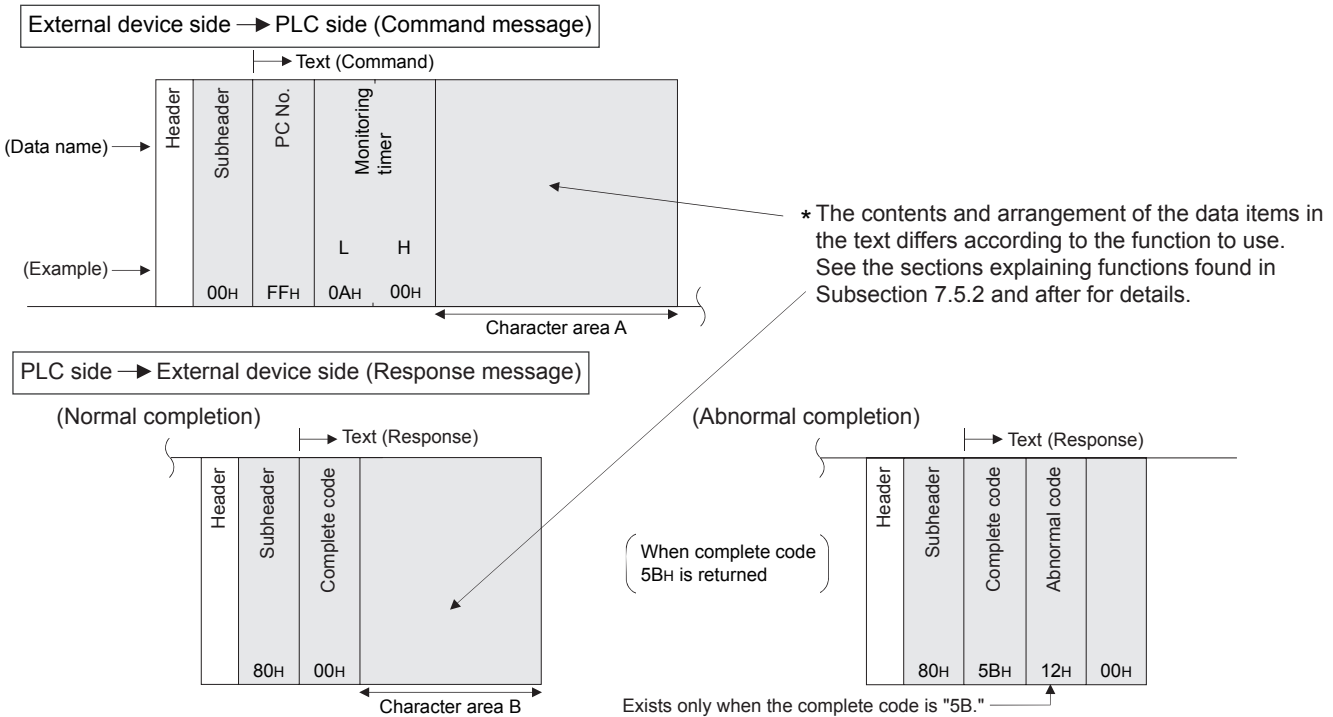 External device side → PLC side (Command message)
Text (Command)
(Data name)
Header
Subheader
PC No.
Monitoring
timer
L H
(Example)
00H FFH 0AH 00H
Character area A
* The contents and arrangement of the data items in
the text differs according to the function to use.
See the sections explaining functions found in
Subsection 7.5.2 and after for details.
PLC side → External device side (Response message)
(Normal completion)
Text (Response)
Header
Subheader
Complete code
80H 00H
Character area B
(Abnormal completion)
Text (Response)
When complete code
5BH is returned
Header
Subheader
Complete code
Abnormal code
80H 5BH 12H 00H
Exists only when the complete code is "5B."